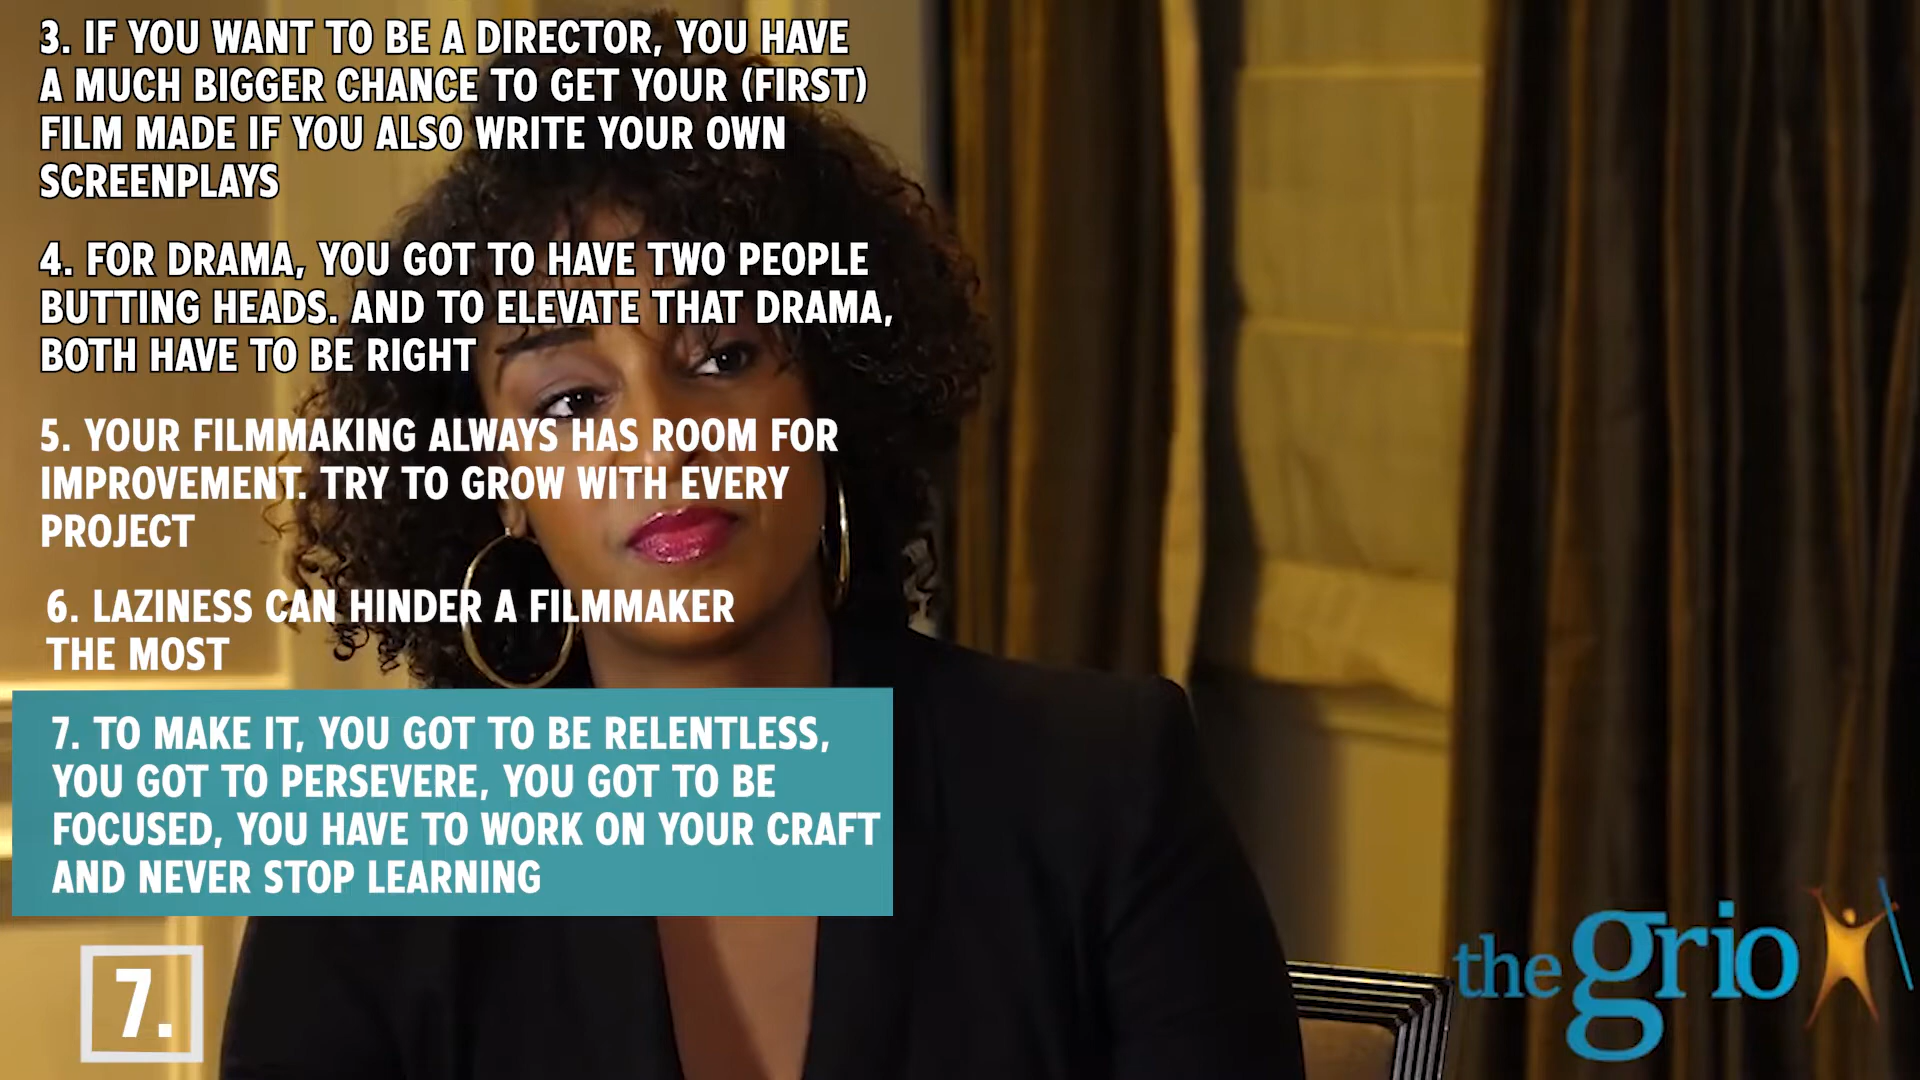 3. IF YOU WANT TO BE A DIRECTOR, YOU HAVE
A MUCH BIGGER CHANCE TO GET YOUR (FIRST)
FILM MADE IF YOU ALSO WRITE YOUR OWN
SCREENPLAYS
4. FOR DRAMA, YOU GOT TO HAVE TWO PEOPLE
BUTTING HEADS. AND TO ELEVATE THAT DRAMA,
BOTH HAVE TO BE RIGHT
5. YOUR FILMMAKING ALWAYS HAS ROOM FOR
IMPROVEMENT. TRY TO GROW WITH EVERY
PROJECT
6. LAZINESS CAN HINDER A FILMMAKER
THE MOST
7. TO MAKE IT, YOU GOT TO BE RELENTLESS,
YOU GOT TO PERSEVERE, YOU GOT TO BE
FOCUSED, YOU HAVE TO WORK ON YOUR CRAFT
AND NEVER STOP LEARNING
7.
the grio